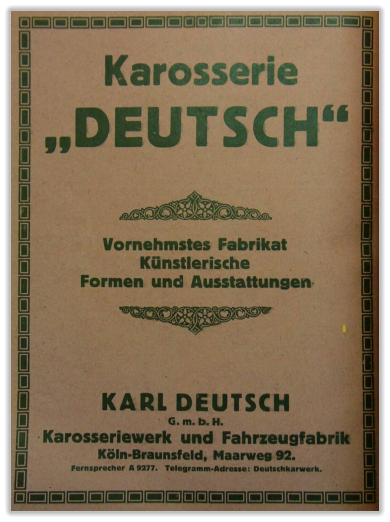 Karosserie
„DEUTSCH“
Vornehmstes Fabrikat
Künstlerische
Formen und Ausstattungen
KARL DEUTSCH
G. m. b. H.
Karosseriewerk und Fahrzeugfabrik
Köln-Braunsfeld, Maarweg 92.
Fernsprecher A 9277. Telegramm-Adresse: Deutschkarwerk.